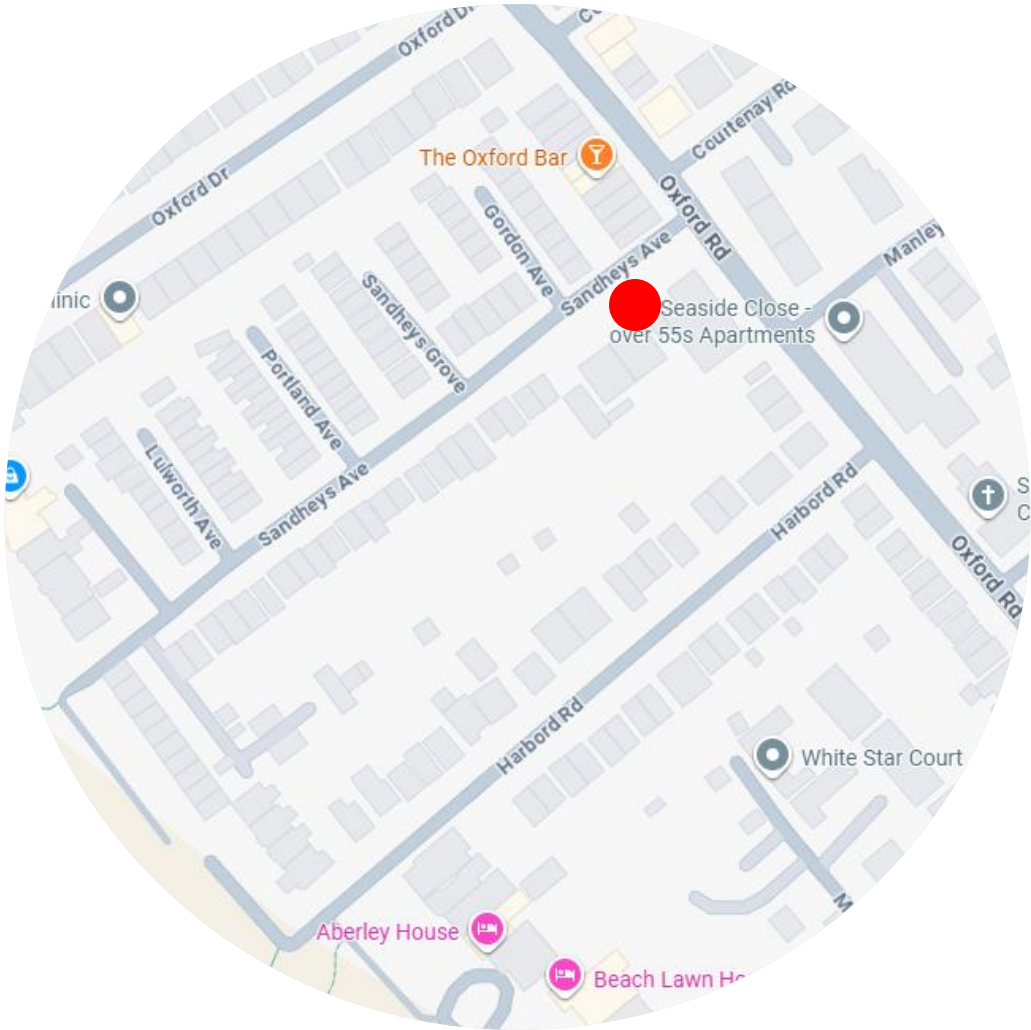 Oxford Dr
Courtenay Rd
The Oxford Bar
Oxford Dr
Gordon Ave
Oxford Rd
Sandheys Ave
Manley
Sandheys Grove
inic
Seaside Close -
over 55s Apartments
Portland Ave
Lulworth Ave
Sandheys Ave
Harbord Rd
S
C
Oxford Rd
Harbord Rd
White Star Court
M
Aberley House
Beach Lawn Ho